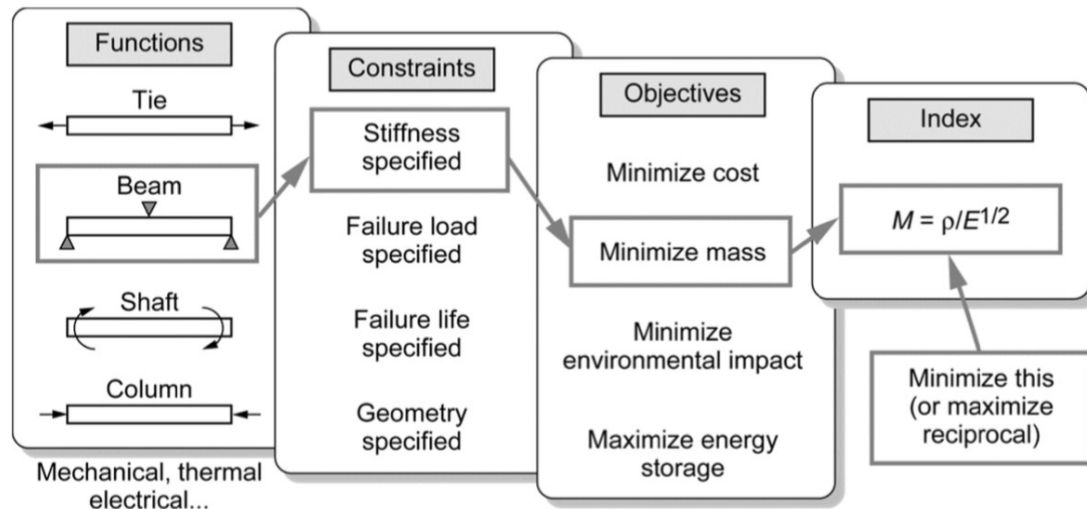 Functions
Tie
Beam
Shaft
Column
Mechanical, thermal
electrical...
Constraints
Stiffness
specified
Failure load
specified
Failure life
specified
Geometry
specified
Objectives
Minimize cost
Minimize mass
Minimize
environmental impact
Maximize energy
storage
Index
M = ρ/E^1/2
Minimize this
(or maximize
reciprocal)